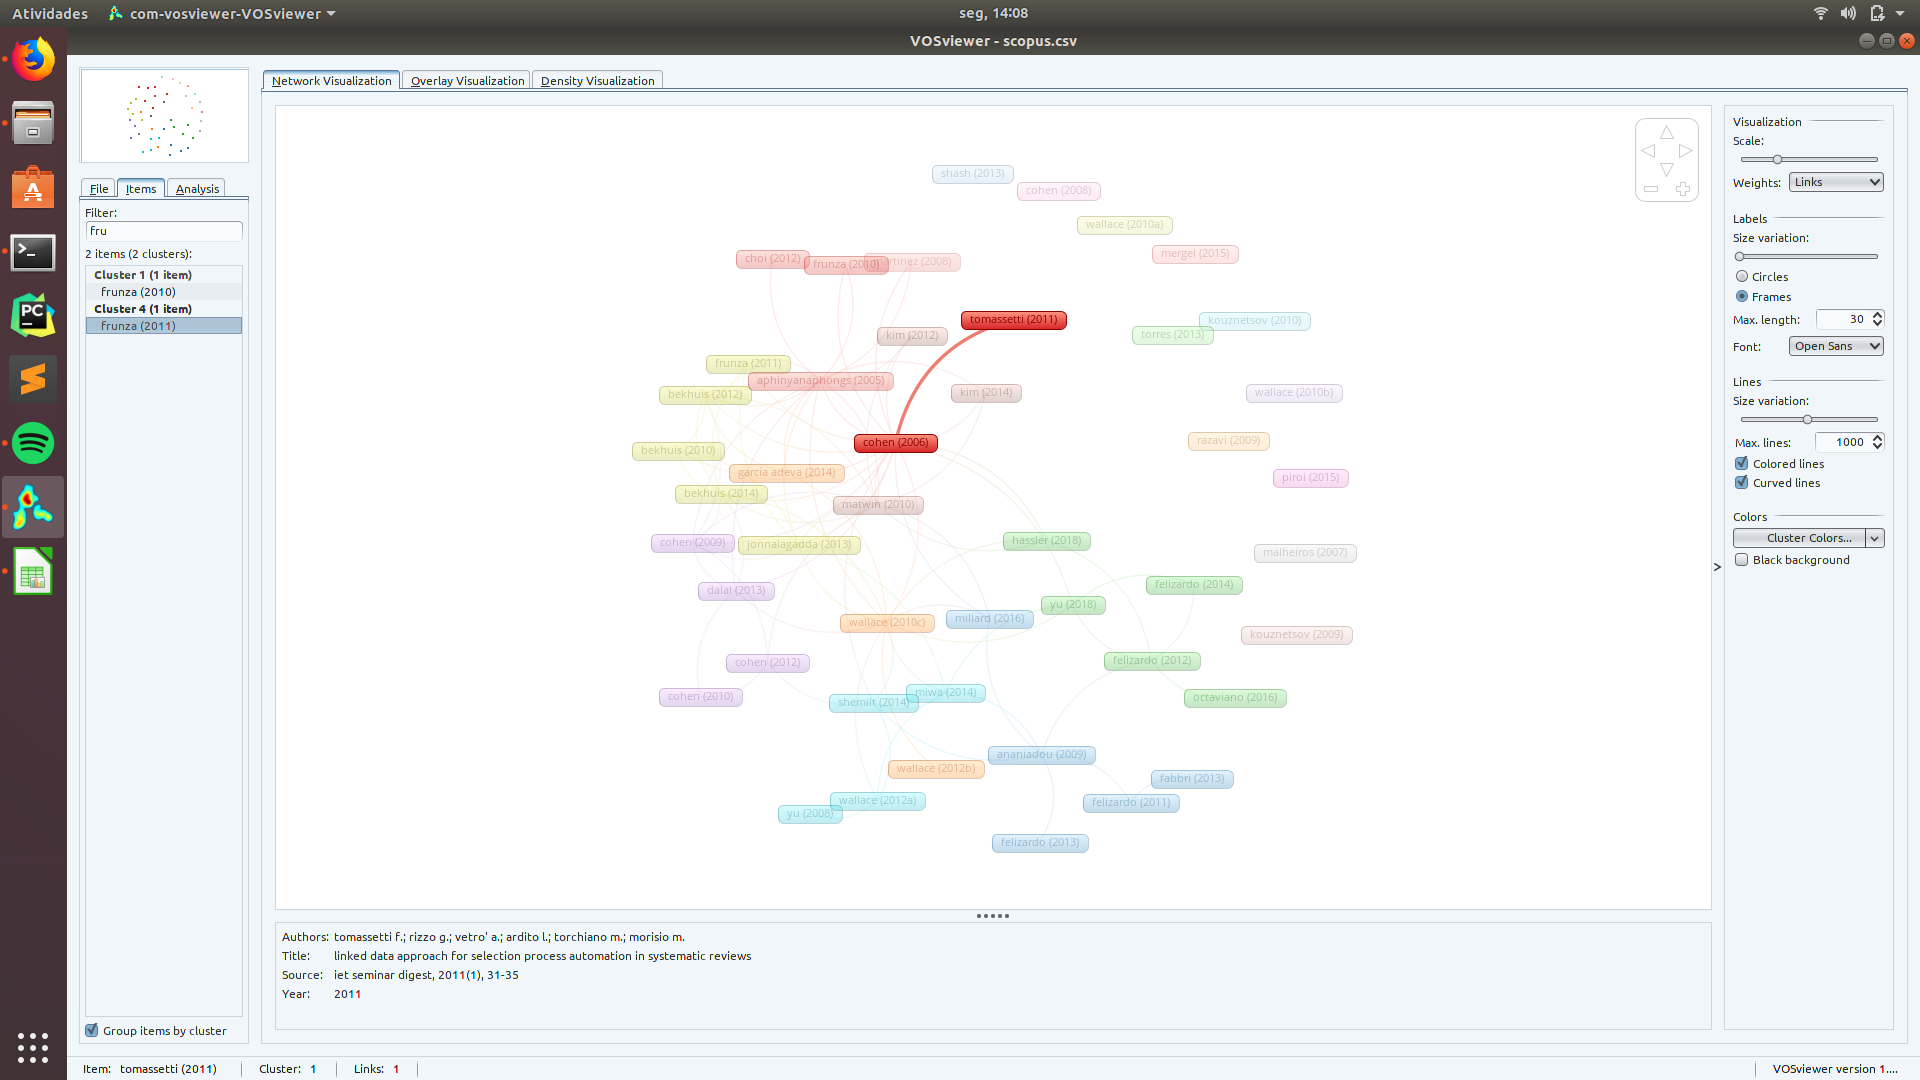 Atividades
com-vosviewer-VOSviewer
seg, 14:08
VOSviewer - scopus.csv
Network Visualization
Overlay Visualization
Density Visualization
File
Items
Analysis
Filter:
fru
2 items (2 clusters):
Cluster 1 (1 item)
frunza (2010)
Cluster 4 (1 item)
frunza (2011)
Group items by cluster
shash (2013)
cohen (2008)
wallace (2010a)
mergel (2015)
choi (2012)
frunza (2010)
tomassetti (2011)
kouznetsov (2010)
torres (2013)
kim (2012)
frunza (2011)
aphinyanaphongs (2005)
bekhuis (2012)
kim (2014)
wallace (2010b)
cohen (2006)
razavi (2009)
bekhuis (2010)
garcía adeva (2014)
piroi (2015)
bekhuis (2014)
matwin (2010)
cohen (2009)
jonnalagadda (2013)
hassler (2018)
malheiros (2007)
dalal (2013)
felizardo (2014)
yu (2018)
wallace (2010c)
millard (2016)
kouznetsov (2009)
cohen (2012)
felizardo (2012)
cohen (2010)
miwa (2014)
shemilt (2014)
octaviano (2016)
ananiadou (2009)
wallace (2012b)
fabbri (2013)
wallace (2012a)
felizardo (2011)
yu (2008)
felizardo (2013)
Visualization
Scale:
Weights: Links
Labels
Size variation:
Circles
Frames
Max. length: 30
Font: Open Sans
Lines
Size variation:
Max. lines: 1000
Colored lines
Curved lines
Colors
Cluster Colors...
Black background
>
Authors: tomassetti f.; rizzo g.; vetro' a.; ardito l.; torchiano m.; morisio m.
Title: linked data approach for selection process automation in systematic reviews
Source: iet seminar digest, 2011(1), 31-35
Year: 2011
Item: tomassetti (2011)
Cluster: 1
Links: 1
VOSviewer version 1....